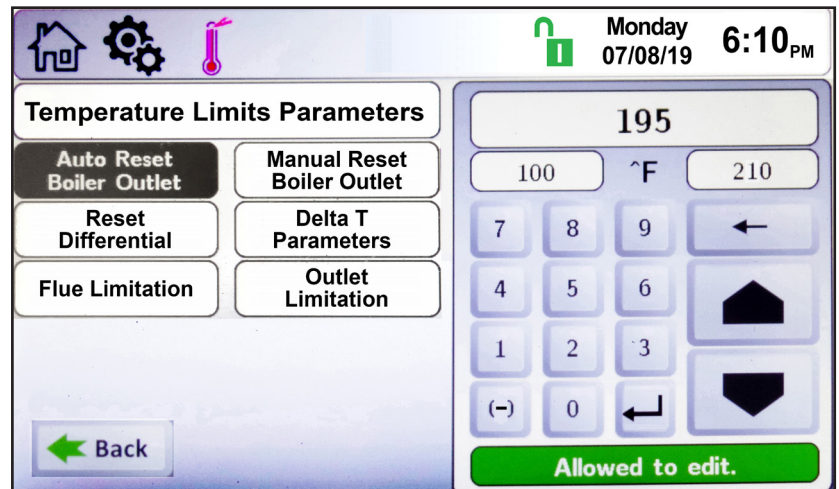 Monday
07/08/19
6:10PM
Temperature Limits Parameters
Auto Reset
Boiler Outlet
Manual Reset
Boiler Outlet
Reset
Differential
Delta T
Parameters
Flue Limitation
Outlet
Limitation
Back
195
100 ^F 210
7 8 9
4 5 6
1 2 3
(-) 0
Allowed to edit.